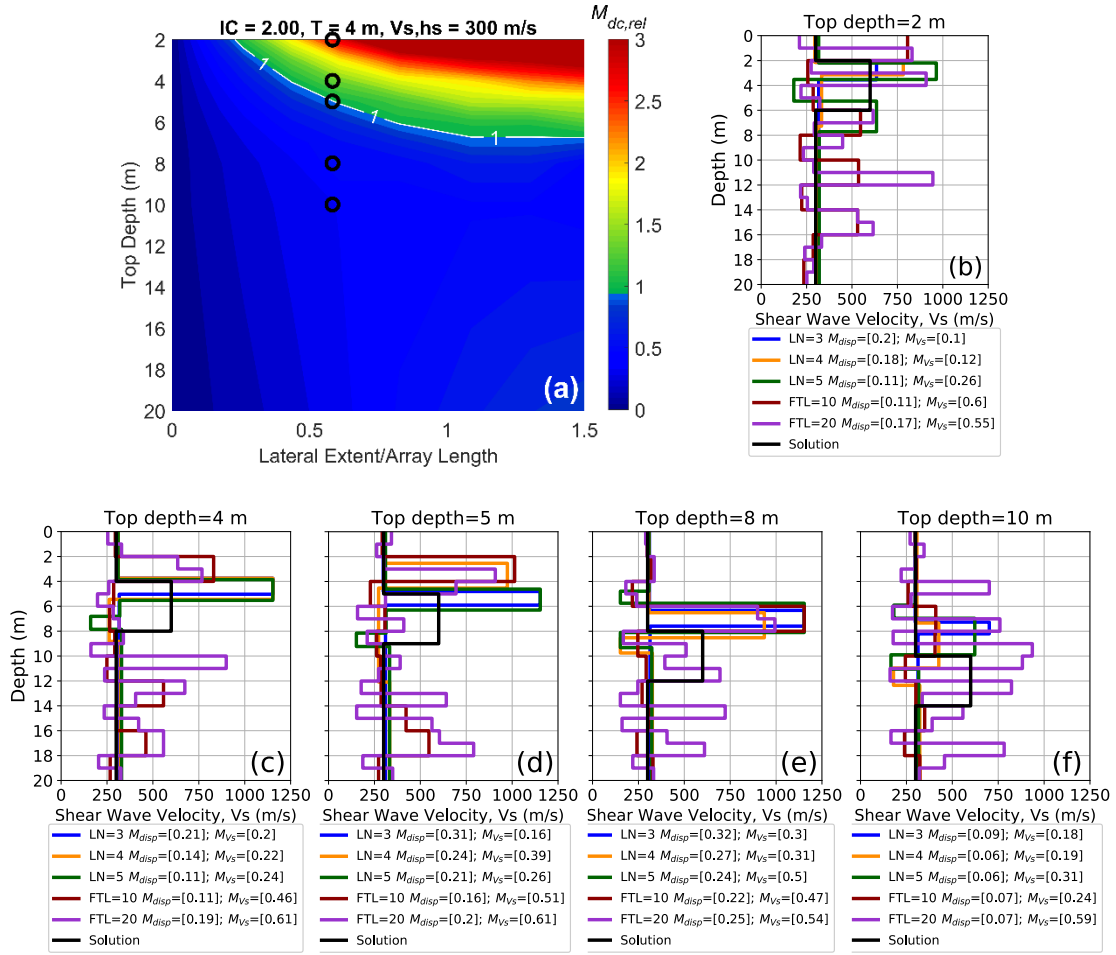 IC = 2.00, T = 4 m, Vs,hs = 300 m/s
M_dc,rel
2
4
6
8
10
12
14
16
18
20
Top Depth (m)
1
1
1
(a)
0
0.5
1
1.5
Lateral Extent/Array Length
3
2.5
2
1.5
1
0.5
0
Top depth=2 m
0
2
4
6
8
10
12
14
16
18
20
Depth (m)
(b)
0 250 500 750 1000 1250
Shear Wave Velocity, Vs (m/s)
LN=3 M_disp=[0.2]; M_Vs=[0.1]
LN=4 M_disp=[0.18]; M_Vs=[0.12]
LN=5 M_disp=[0.11]; M_Vs=[0.26]
FTL=10 M_disp=[0.11]; M_Vs=[0.6]
FTL=20 M_disp=[0.17]; M_Vs=[0.55]
Solution
Top depth=4 m
0
2
4
6
8
10
12
14
16
18
20
Depth (m)
(c)
0 250 500 750 1000 1250
Shear Wave Velocity, Vs (m/s)
LN=3 M_disp=[0.21]; M_Vs=[0.2]
LN=4 M_disp=[0.14]; M_Vs=[0.22]
LN=5 M_disp=[0.11]; M_Vs=[0.24]
FTL=10 M_disp=[0.11]; M_Vs=[0.46]
FTL=20 M_disp=[0.19]; M_Vs=[0.61]
Solution
Top depth=5 m
(d)
0 250 500 750 1000 1250
Shear Wave Velocity, Vs (m/s)
LN=3 M_disp=[0.31]; M_Vs=[0.16]
LN=4 M_disp=[0.24]; M_Vs=[0.39]
LN=5 M_disp=[0.21]; M_Vs=[0.26]
FTL=10 M_disp=[0.16]; M_Vs=[0.51]
FTL=20 M_disp=[0.2]; M_Vs=[0.61]
Solution
Top depth=8 m
(e)
0 250 500 750 1000 1250
Shear Wave Velocity, Vs (m/s)
LN=3 M_disp=[0.32]; M_Vs=[0.3]
LN=4 M_disp=[0.27]; M_Vs=[0.31]
LN=5 M_disp=[0.24]; M_Vs=[0.5]
FTL=10 M_disp=[0.22]; M_Vs=[0.47]
FTL=20 M_disp=[0.25]; M_Vs=[0.54]
Solution
Top depth=10 m
(f)
0 250 500 750 1000 1250
Shear Wave Velocity, Vs (m/s)
LN=3 M_disp=[0.09]; M_Vs=[0.18]
LN=4 M_disp=[0.06]; M_Vs=[0.19]
LN=5 M_disp=[0.06]; M_Vs=[0.31]
FTL=10 M_disp=[0.07]; M_Vs=[0.24]
FTL=20 M_disp=[0.07]; M_Vs=[0.59]
Solution